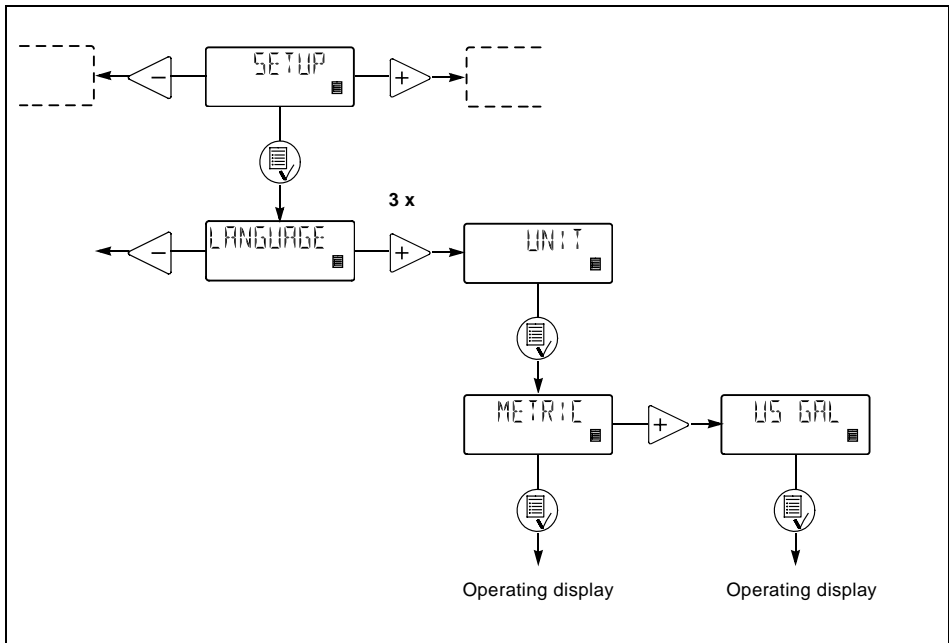 SETUP
- +
3 x
LANGUAGE
- +
UNIT
METRIC
+
US GAL
Operating display
Operating display